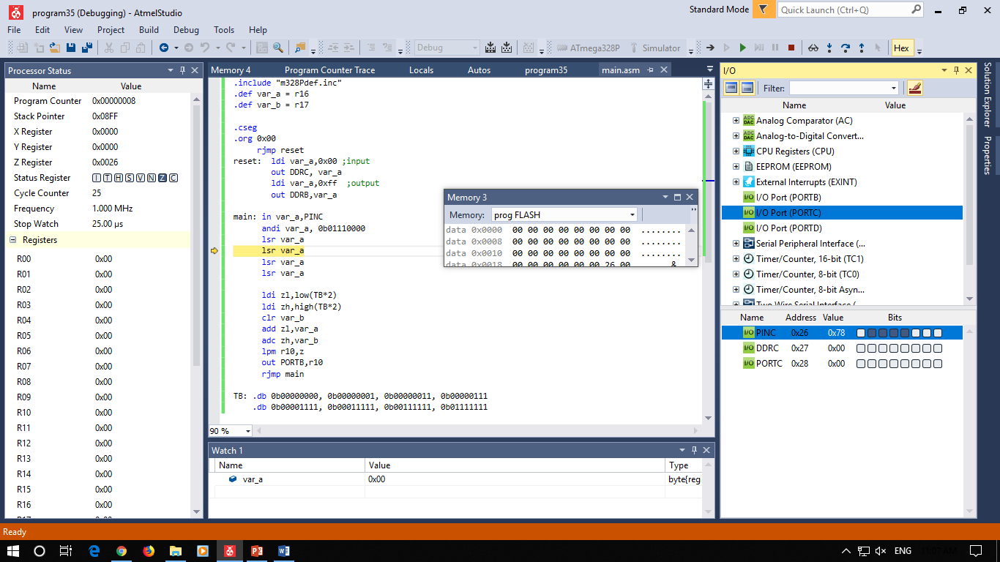 program35 (Debugging) - AtmelStudio
Standard Mode
Quick Launch (Ctrl+Q)
File Edit View Project Build Debug Tools Help
Debug
ATmega328P
Simulator
Hex
Processor Status
Name Value
Program Counter 0x00000008
Stack Pointer 0x08FF
X Register 0x0000
Y Register 0x0000
Z Register 0x0026
Status Register I T H S V N Z C
Cycle Counter 25
Frequency 1.000 MHz
Stop Watch 25.00 µs
Registers
R00 0x00
R01 0x00
R02 0x00
R03 0x00
R04 0x00
R05 0x00
R06 0x00
R07 0x00
R08 0x00
R09 0x00
R10 0x00
R11 0x00
R12 0x00
R13 0x00
R14 0x00
R15 0x00
R16 0x00
Memory 4 Program Counter Trace Locals Autos program35 main.asm
.include "m328Pdef.inc"
.def var_a = r16
.def var_b = r17
.cseg
.org 0x00
rjmp reset
reset: ldi var_a,0x00 ;input
out DDRC, var_a
ldi var_a,0xff ;output
out DDRB,var_a
main: in var_a,PINC
andi var_a, 0b01110000
lsr var_a
lsr var_a
lsr var_a
lsr var_a
ldi zl,low(TB*2)
ldi zh,high(TB*2)
clr var_b
add zl,var_a
adc zh,var_b
lpm r10,z
out PORTB,r10
rjmp main
TB: .db 0b00000000, 0b00000001, 0b00000011, 0b00000111
.db 0b00001111, 0b00011111, 0b00111111, 0b01111111
90 %
Memory 3
Memory: prog FLASH
data 0x0000 00 00 00 00 00 00 00 00 ........
data 0x0008 00 00 00 00 00 00 00 00 ........
data 0x0010 00 00 00 00 00 00 00 00 ........
data 0x0018 00 00 00 00 00 00 26 00 ......&.
Watch 1
Name Value Type
var_a 0x00 byte{reg
I/O
Filter:
Name Value
Analog Comparator (AC)
Analog-to-Digital Convert...
CPU Registers (CPU)
EEPROM (EEPROM)
External Interrupts (EXINT)
I/O Port (PORTB)
I/O Port (PORTC)
I/O Port (PORTD)
Serial Peripheral Interface (...
Timer/Counter, 16-bit (TC1)
Timer/Counter, 8-bit (TC0)
Timer/Counter, 8-bit Asyn...
Two Wire Serial Interface (...
Name Address Value Bits
PINC 0x26 0x78
DDRC 0x27 0x00
PORTC 0x28 0x00
Solution Explorer
Properties
Ready
ENG